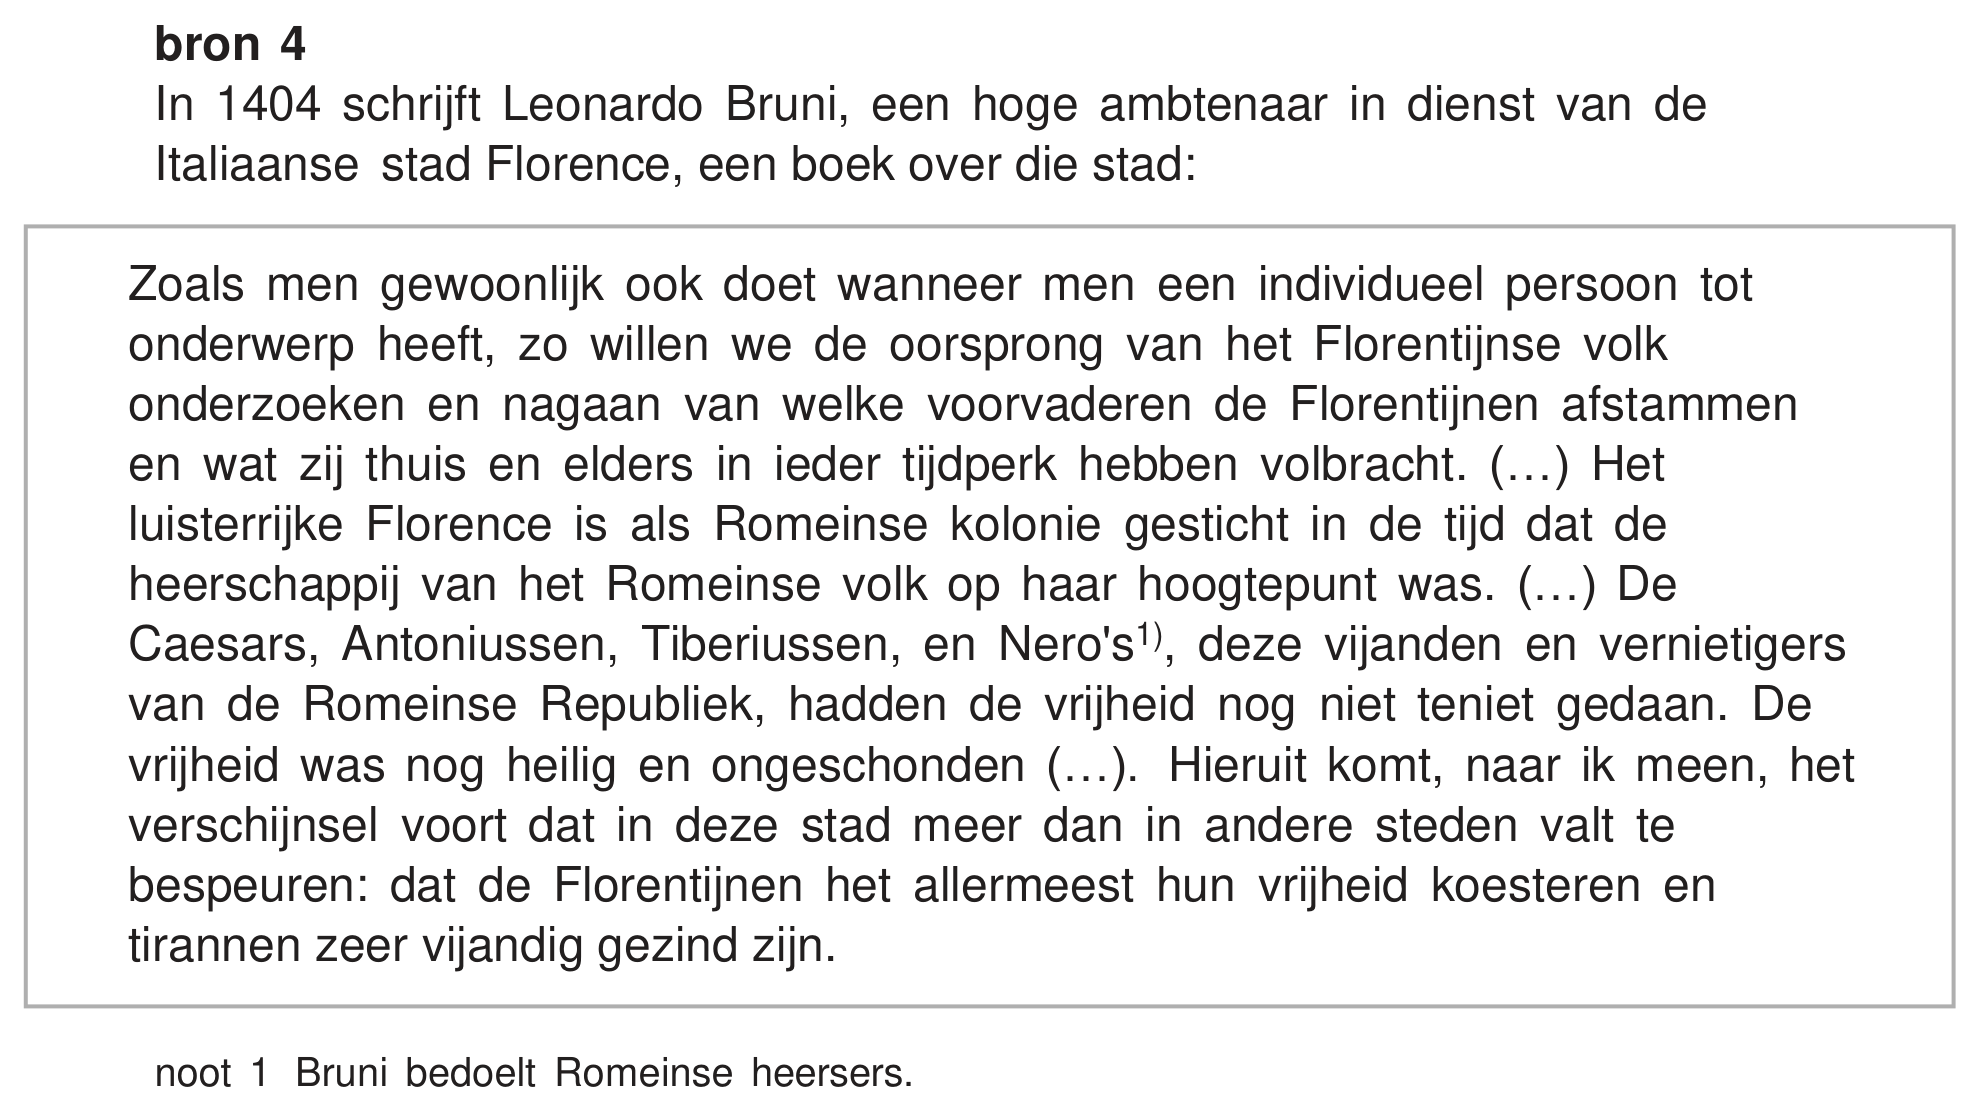 bron 4
In 1404 schrijft Leonardo Bruni, een hoge ambtenaar in dienst van de
Italiaanse stad Florence, een boek over die stad:
Zoals men gewoonlijk ook doet wanneer men een individueel persoon tot
onderwerp heeft, zo willen we de oorsprong van het Florentijnse volk
onderzoeken en nagaan van welke voorvaderen de Florentijnen afstammen
en wat zij thuis en elders in ieder tijdperk hebben volbracht. (…) Het
luisterrijke Florence is als Romeinse kolonie gesticht in de tijd dat de
heerschappij van het Romeinse volk op haar hoogtepunt was. (…) De
Caesars, Antoniussen, Tiberiussen, en Nero's1), deze vijanden en vernietigers
van de Romeinse Republiek, hadden de vrijheid nog niet teniet gedaan. De
vrijheid was nog heilig en ongeschonden (…). Hieruit komt, naar ik meen, het
verschijnsel voort dat in deze stad meer dan in andere steden valt te
bespeuren: dat de Florentijnen het allermeest hun vrijheid koesteren en
tirannen zeer vijandig gezind zijn.
noot 1 Bruni bedoelt Romeinse heersers.